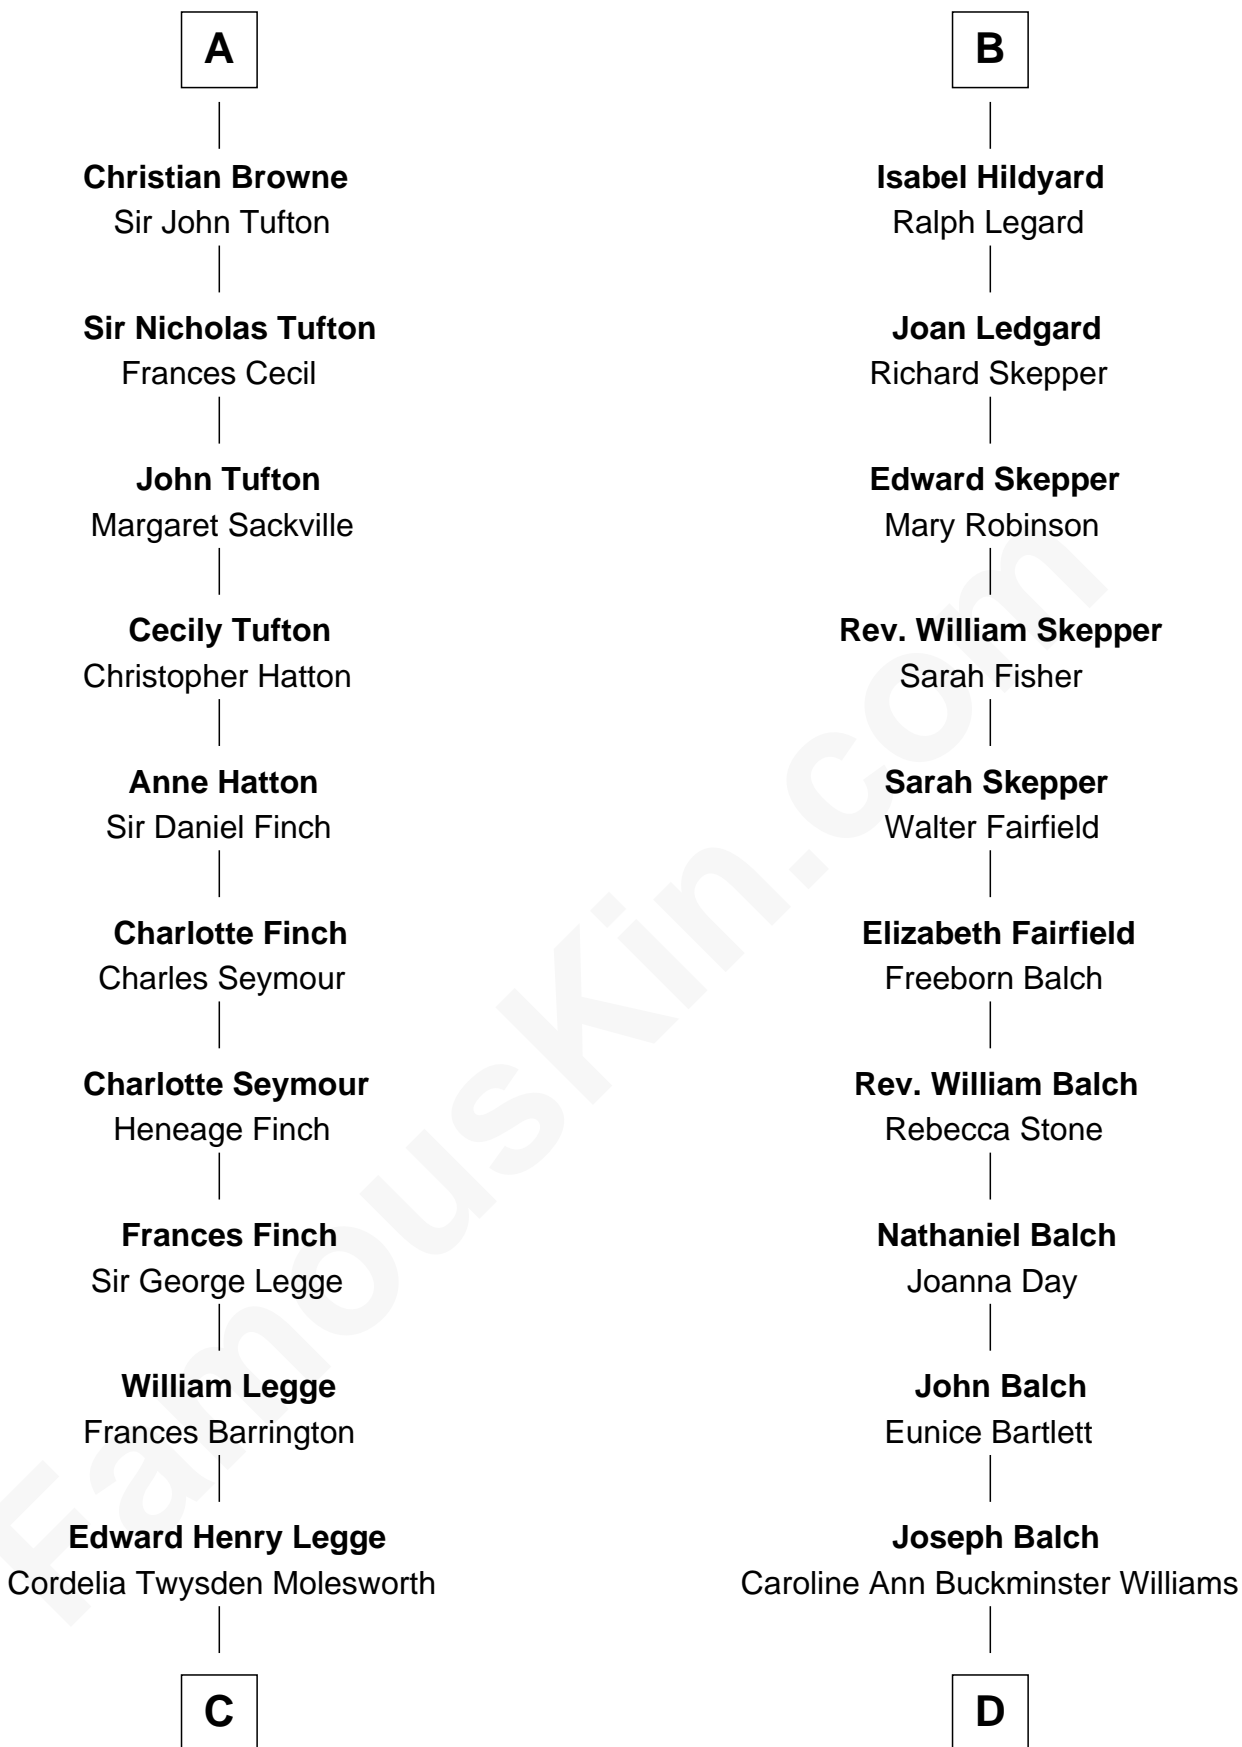 A
Christian Browne
Sir John Tufton
Sir Nicholas Tufton
Frances Cecil
John Tufton
Margaret Sackville
Cecily Tufton
Christopher Hatton
Anne Hatton
Sir Daniel Finch
Charlotte Finch
Charles Seymour
Charlotte Seymour
Heneage Finch
Frances Finch
Sir George Legge
William Legge
Frances Barrington
Edward Henry Legge
Cordelia Twysden Molesworth
C
B
Isabel Hildyard
Ralph Legard
Joan Ledgard
Richard Skepper
Edward Skepper
Mary Robinson
Rev. William Skepper
Sarah Fisher
Sarah Skepper
Walter Fairfield
Elizabeth Fairfield
Freeborn Balch
Rev. William Balch
Rebecca Stone
Nathaniel Balch
Joanna Day
John Balch
Eunice Bartlett
Joseph Balch
Caroline Ann Buckminster Williams
D
FamousKin.com